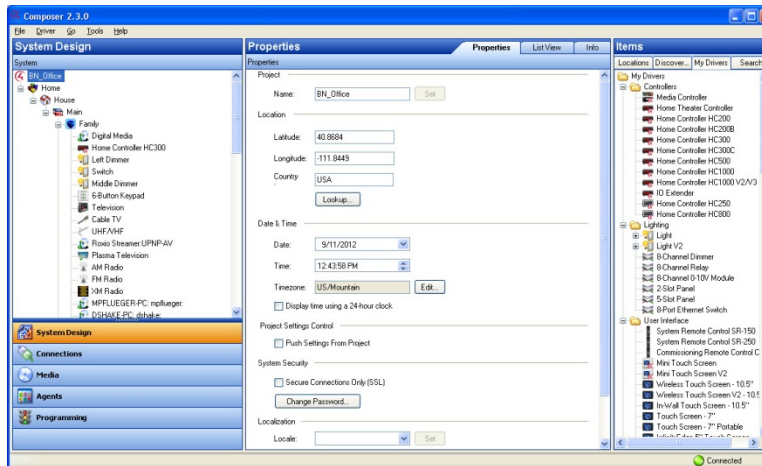 Composer 2.3.0
File Driver Go Tools Help
System Design
System
BN_Office
Home
House
Main
Family
Digital Media
Home Controller HC300
Left Dimmer
Switch
Middle Dimmer
6-Button Keypad
Television
Cable TV
UHF/VHF
Roxio Streamer:UPNP-AV
Plasma Television
AM Radio
FM Radio
XM Radio
MPFLUEGER-PC: mpflueger:
DSHAKE-PC: dshake:
System Design
Connections
Media
Agents
Programming
Properties
Properties List View Info
Properties
Project
Name: BN_Office Set
Location
Latitude: 40.8684
Longitude: -111.8449
Country: USA
Lookup...
Date & Time
Date: 9/11/2012
Time: 12:43:58 PM
Timezone: US/Mountain Edit...
Display time using a 24-hour clock
Project Settings Control
Push Settings From Project
System Security
Secure Connections Only (SSL)
Change Password...
Localization
Locale: Set
Items
Locations Discover... My Drivers Search
My Drivers
Controllers
Media Controller
Home Theater Controller
Home Controller HC200
Home Controller HC200B
Home Controller HC300
Home Controller HC300C
Home Controller HC500
Home Controller HC1000
Home Controller HC1000 V2/V3
IO Extender
Home Controller HC250
Home Controller HC800
Lighting
Light
Light V2
8-Channel Dimmer
8-Channel Relay
8-Channel 0-10V Module
2-Slot Panel
5-Slot Panel
8-Port Ethernet Switch
User Interface
System Remote Control SR-150
System Remote Control SR-250
Commissioning Remote Control C
Mini Touch Screen
Mini Touch Screen V2
Wireless Touch Screen - 10.5"
Wireless Touch Screen V2 - 10.5
In-Wall Touch Screen - 10.5"
Touch Screen - 7"
Touch Screen - 7" Portable
Connected